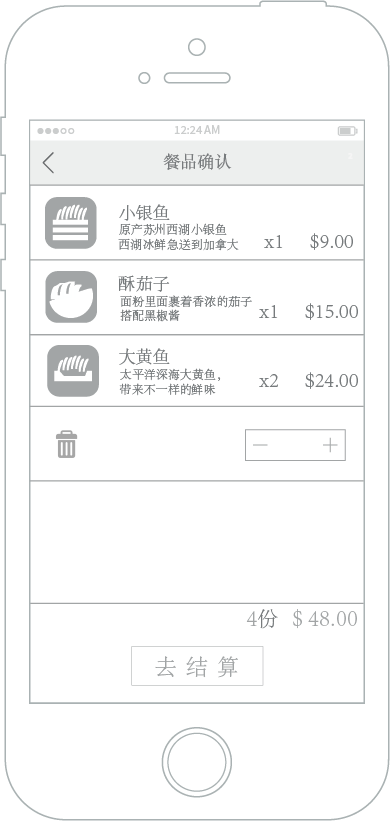 12:24 AM
餐品确认
小银鱼
原产苏州西湖小银鱼
西湖冰鲜急送到加拿大
x1 $9.00
酥茄子
面粉里面裹着香浓的茄子
搭配黑椒酱
x1 $15.00
大黄鱼
太平洋深海大黄鱼，
带来不一样的鲜味
x2 $24.00
4份 $ 48.00
去结算